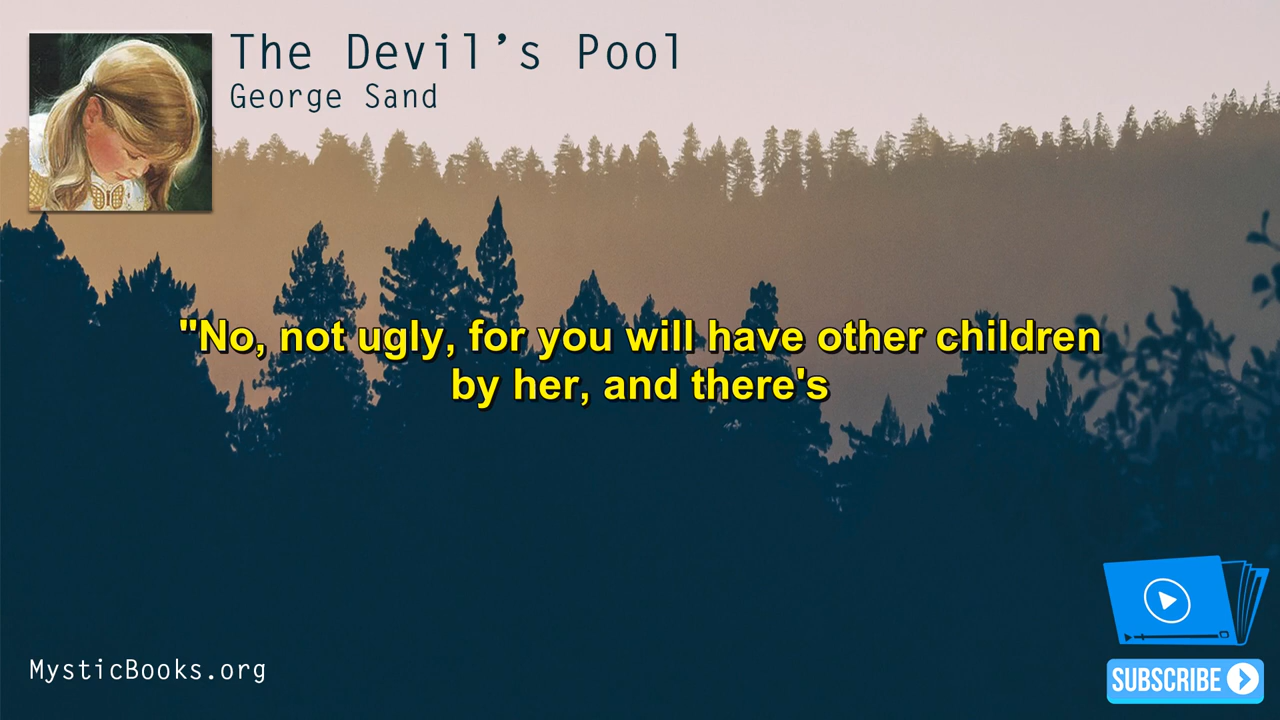 The Devil’s Pool
George Sand
"No, not ugly, for you will have other children
by her, and there's
MysticBooks.org
SUBSCRIBE